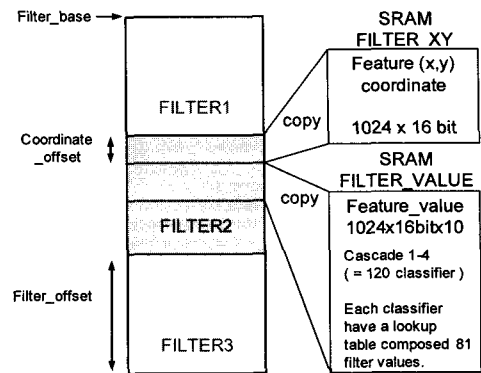 Filter_base
FILTER1
Coordinate
_offset
FILTER2
Filter_offset
FILTER3
copy
copy
SRAM
FILTER_XY
Feature (x,y)
coordinate
1024 x 16 bit
SRAM
FILTER_VALUE
Feature_value
1024x16bitx10
Cascade 1-4
( = 120 classifier )
Each classifier
have a lookup
table composed 81
filter values.